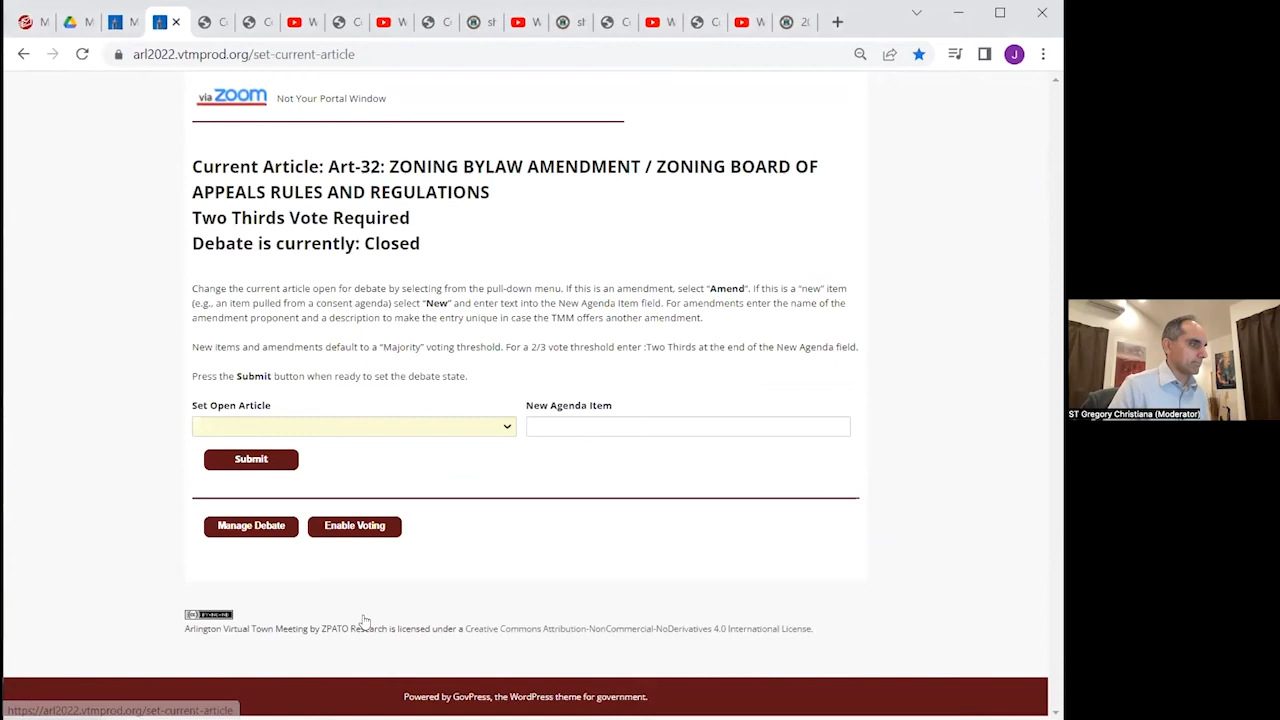 arl2022.vtmprod.org/set-current-article
J
via zoom Not Your Portal Window
Current Article: Art-32: ZONING BYLAW AMENDMENT / ZONING BOARD OF
APPEALS RULES AND REGULATIONS
Two Thirds Vote Required
Debate is currently: Closed
Change the current article open for debate by selecting from the pull-down menu. If this is an amendment, select "Amend". If this is a "new" item
(e.g., an item pulled from a consent agenda) select "New" and enter text into the New Agenda Item field. For amendments enter the name of the
amendment proponent and a description to make the entry unique in case the TMM offers another amendment.
New items and amendments default to a "Majority" voting threshold. For a 2/3 vote threshold enter :Two Thirds at the end of the New Agenda field.
Press the Submit button when ready to set the debate state.
Set Open Article New Agenda Item
Submit
Manage Debate Enable Voting
ST Gregory Christiana (Moderator)
Arlington Virtual Town Meeting by ZPATO Research is licensed under a Creative Commons Attribution-NonCommercial-NoDerivatives 4.0 International License.
Powered by GovPress, the WordPress theme for government.
https://arl2022.vtmprod.org/set-current-article